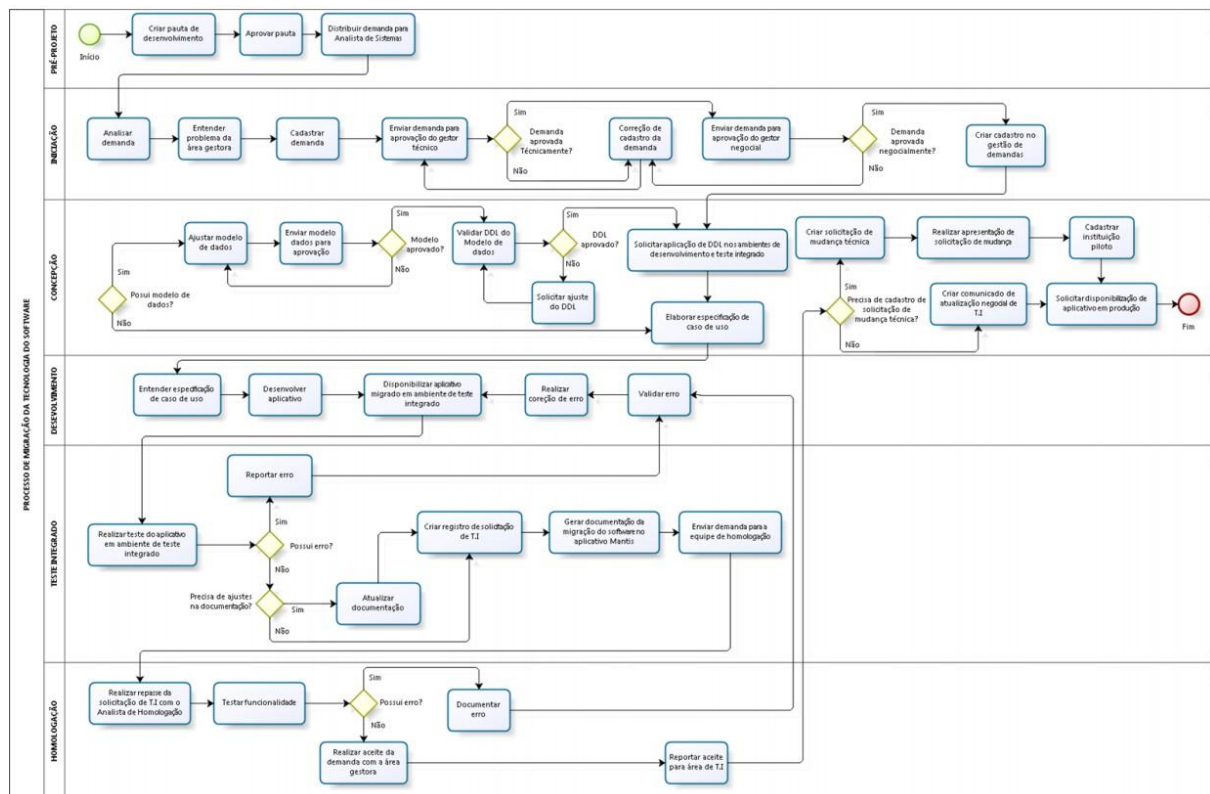 PROCESSO DE MIGRAÇÃO DA TECNOLOGIA DO SOFTWARE
PRÉ-PROJETO
Início
Criar pauta de
desenvolvimento
Aprovar pauta
Distribuir demanda para
Analista de Sistemas
INICIAÇÃO
Analisar
demanda
Entender
problema da
área gestora
Cadastrar
demanda
Enviar demanda para
aprovação do gestor
técnico
Sim
Demanda
aprovada
Técnicamente?
Não
Correção de
cadastro da
demanda
Enviar demanda para
aprovação do gestor
negocial
Sim
Demanda
aprovada
negocialmente?
Não
Criar cadastro no
gestão de
demandas
CONCEPÇÃO
Sim
Possui modelo de
dados?
Não
Ajustar modelo
de dados
Enviar modelo
dados para
aprovação
Sim
Modelo
aprovado?
Não
Validar DDL do
Modelo de
dados
Sim
DDL
aprovado?
Não
Solicitar ajuste
do DDL
Solicitar aplicação de DDL nos ambientes de
desenvolvimento e teste integrado
Elaborar especificação de
caso de uso
Criar solicitação de
mudança técnica
Realizar apresentação de
solicitação de mudança
Cadastrar
instituição
piloto
Sim
Precisa de cadastro de
solicitação de
mudança técnica?
Não
Criar comunicado de
atualização negocial de
T.I
Solicitar disponibilização de
aplicativo em produção
Fim
DESEVOLVIMENTO
Entender especificação
de caso de uso
Desenvolver
aplicativo
Disponibilizar aplicativo
migrado em ambiente de teste
integrado
Realizar
coreção de erro
Validar erro
TESTE INTEGRADO
Reportar erro
Realizar teste do aplicativo
em ambiente de teste
integrado
Sim
Possui erro?
Não
Precisa de ajustes
na documentação?
Sim
Não
Atualizar
documentação
Criar registro de solicitação
de T.I
Gerar documentação da
migração do software no
aplicativo Mantis
Enviar demanda para a
equipe de homologação
HOMOLOGAÇÃO
Realizar repasse da
solicitação de T.I com o
Analista de Homologação
Testar funcionalidade
Sim
Possui erro?
Não
Documentar
erro
Realizar aceite da
demanda com a área
gestora
Reportar aceite
para área de T.I